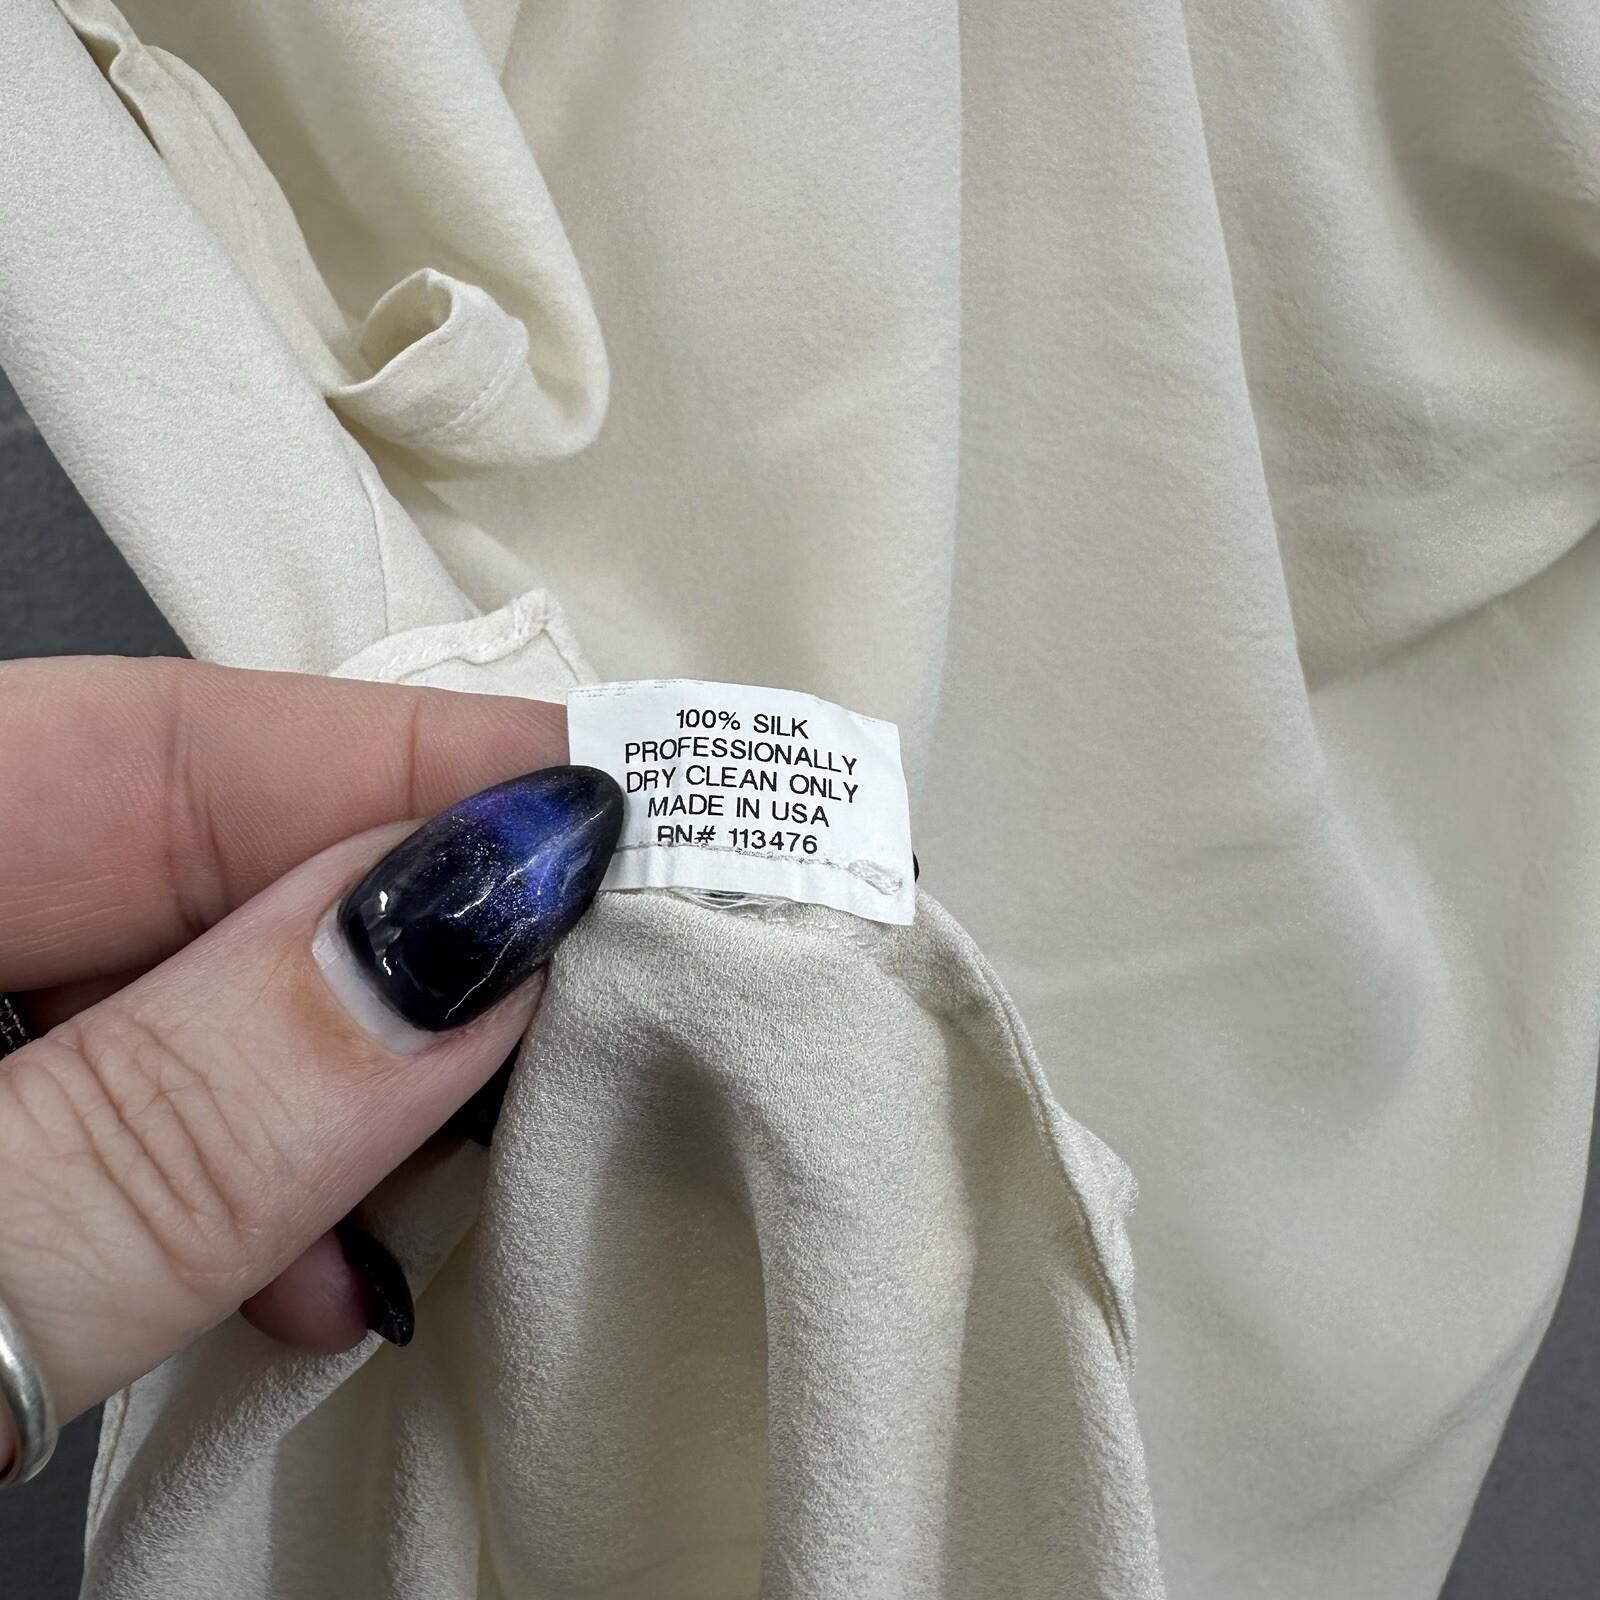 100% SILK
PROFESSIONALLY
DRY CLEAN ONLY
MADE IN USA
RN# 113476